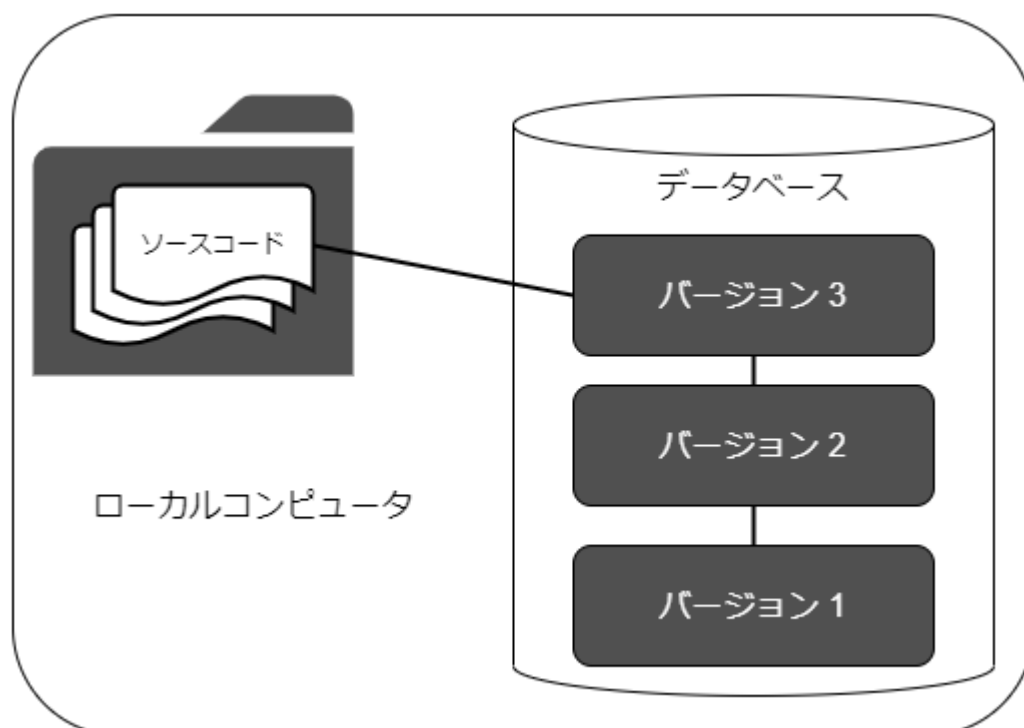 データベース
ソースコード
バージョン 3
バージョン 2
ローカルコンピュータ
バージョン 1